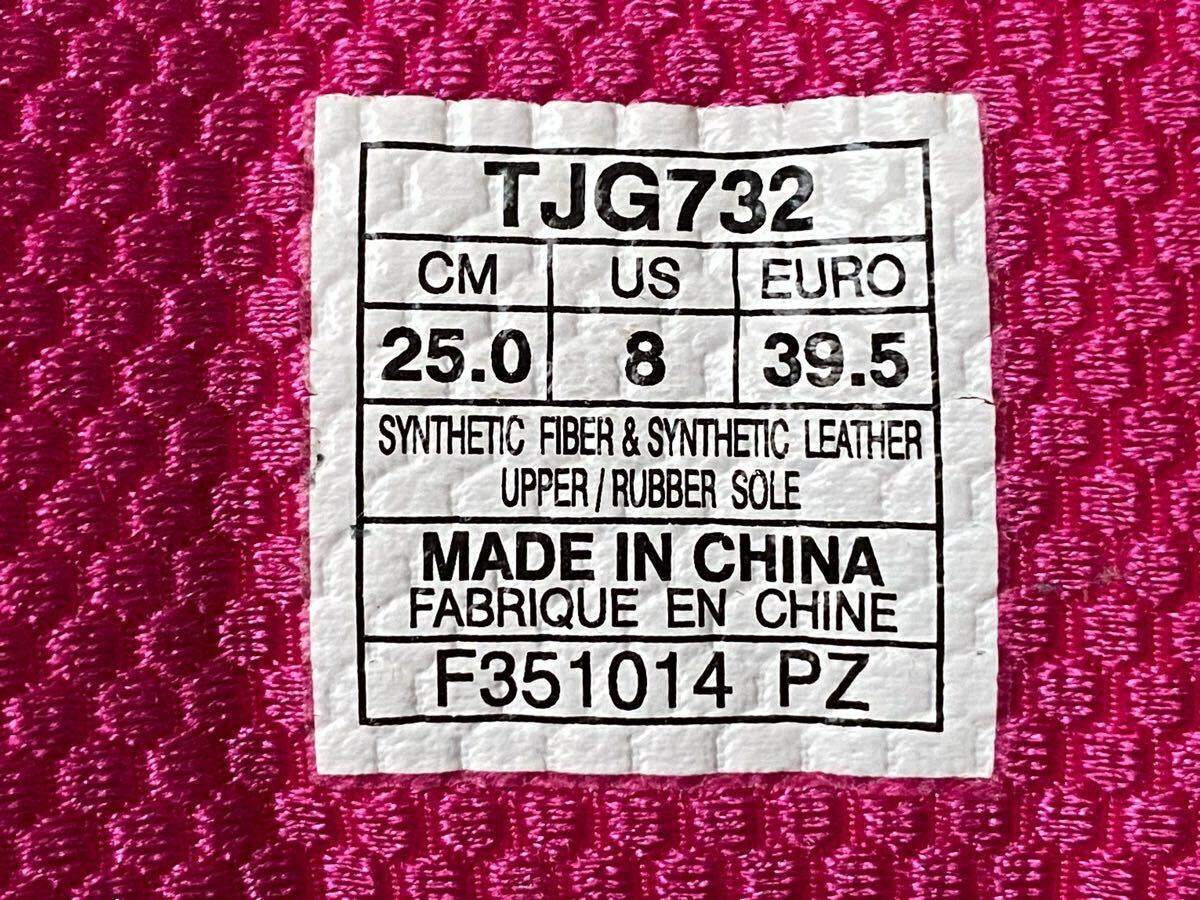 TJG732
CM US EURO
25.0 8 39.5
SYNTHETIC FIBER & SYNTHETIC LEATHER
UPPER / RUBBER SOLE
MADE IN CHINA
FABRIQUE EN CHINE
F351014 PZ